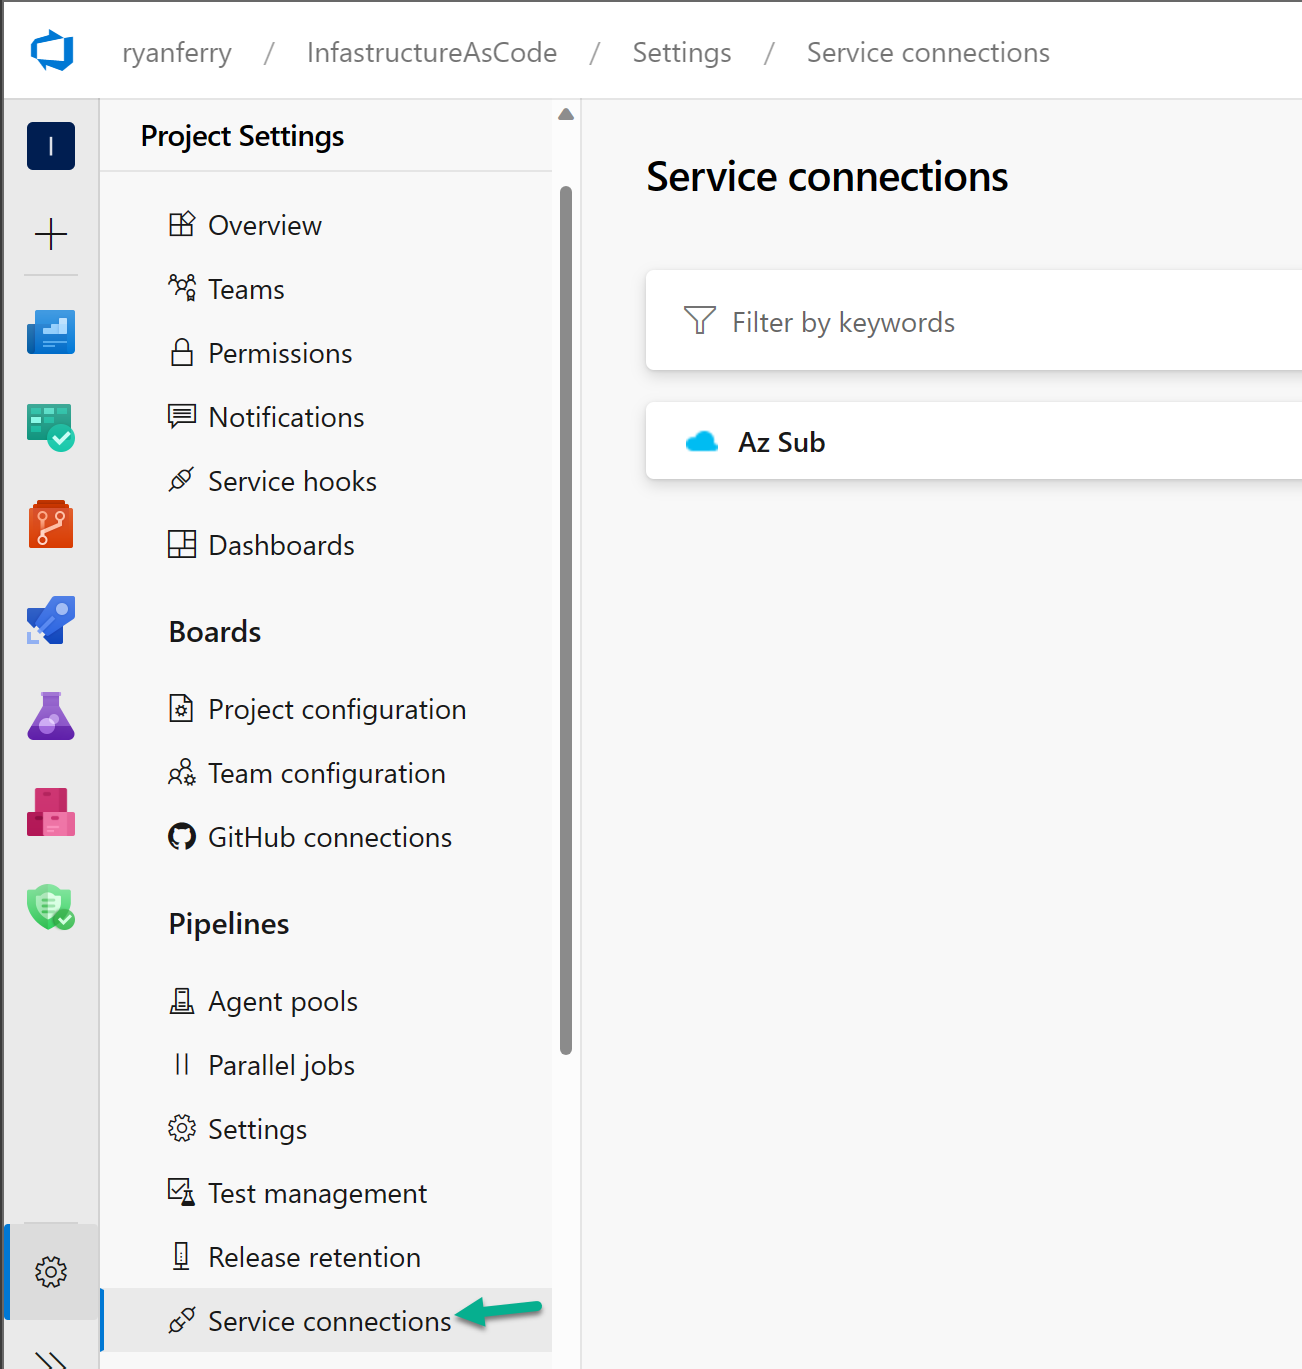 ryanferry / InfastructureAsCode / Settings / Service connections
I
Project Settings
Overview
Teams
Permissions
Notifications
Service hooks
Dashboards
Boards
Project configuration
Team configuration
GitHub connections
Pipelines
Agent pools
Parallel jobs
Settings
Test management
Release retention
Service connections
Service connections
Filter by keywords
Az Sub